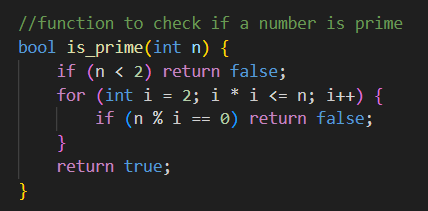 //function to check if a number is prime
bool is_prime(int n) {
    if (n < 2) return false;
    for (int i = 2; i * i <= n; i++) {
        if (n % i == 0) return false;
    }
    return true;
}